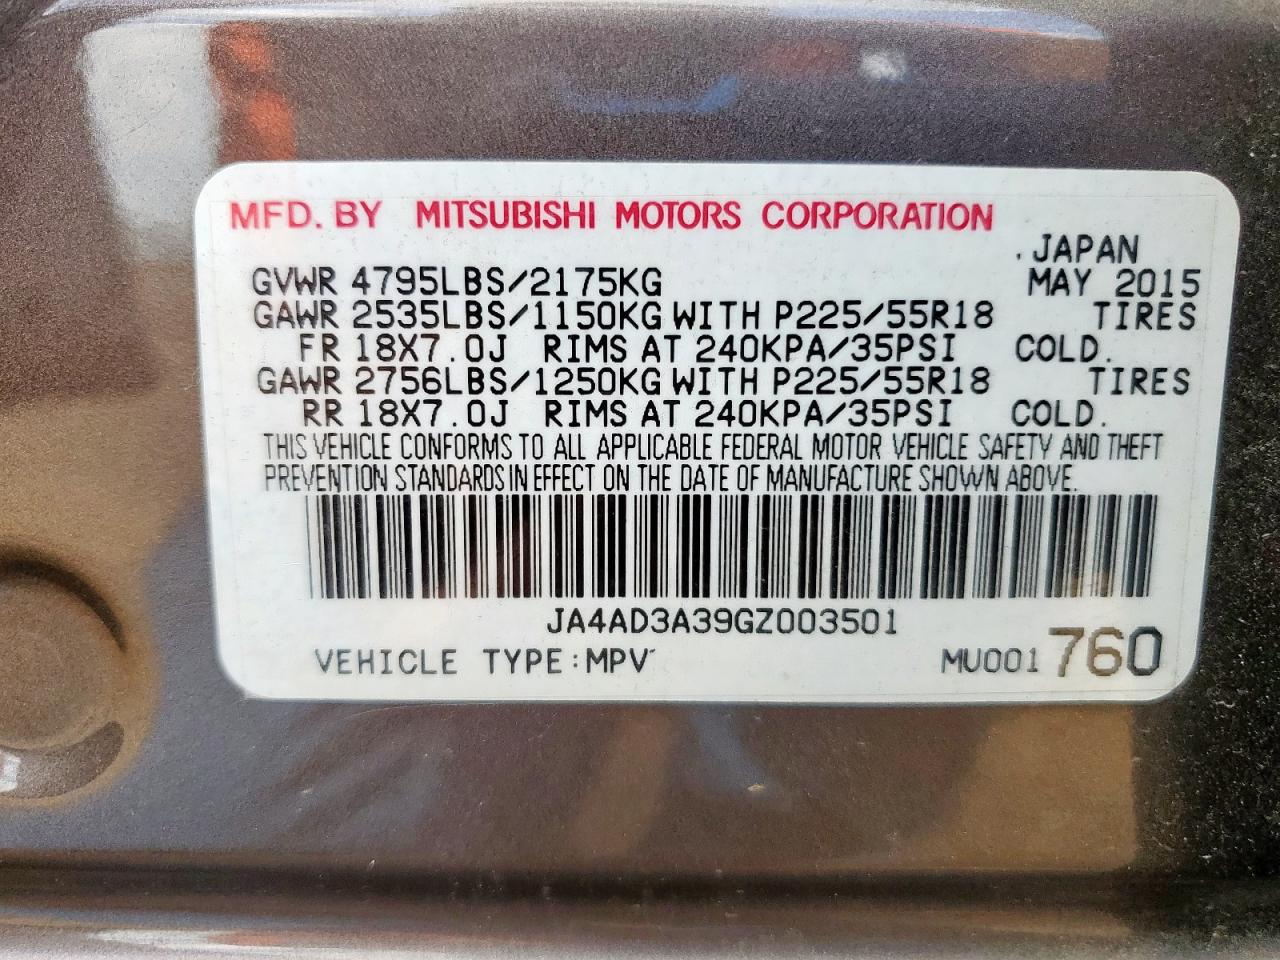 MFD. BY MITSUBISHI MOTORS CORPORATION
.JAPAN
GVWR 4795LBS/2175KG MAY 2015
GAWR 2535LBS/1150KG WITH P225/55R18 TIRES
FR 18X7.0J RIMS AT 240KPA/35PSI COLD.
GAWR 2756LBS/1250KG WITH P225/55R18 TIRES
RR 18X7.0J RIMS AT 240KPA/35PSI COLD.
THIS VEHICLE CONFORMS TO ALL APPLICABLE FEDERAL MOTOR VEHICLE SAFETY AND THEFT
PREVENTION STANDARDS IN EFFECT ON THE DATE OF MANUFACTURE SHOWN ABOVE.
JA4AD3A39GZ003501
VEHICLE TYPE:MPV MU001760